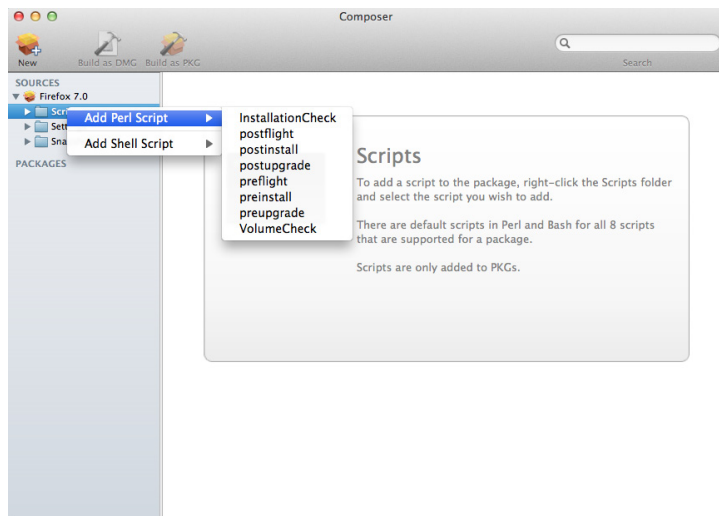 Composer
New
Build as DMG
Build as PKG
Search
SOURCES
Firefox 7.0
PACKAGES
Add Perl Script
Add Shell Script
InstallationCheck
postflight
postinstall
postupgrade
preflight
preinstall
preupgrade
VolumeCheck
Scripts
To add a script to the package, right-click the Scripts folder
and select the script you wish to add.
There are default scripts in Perl and Bash for all 8 scripts
that are supported for a package.
Scripts are only added to PKGs.